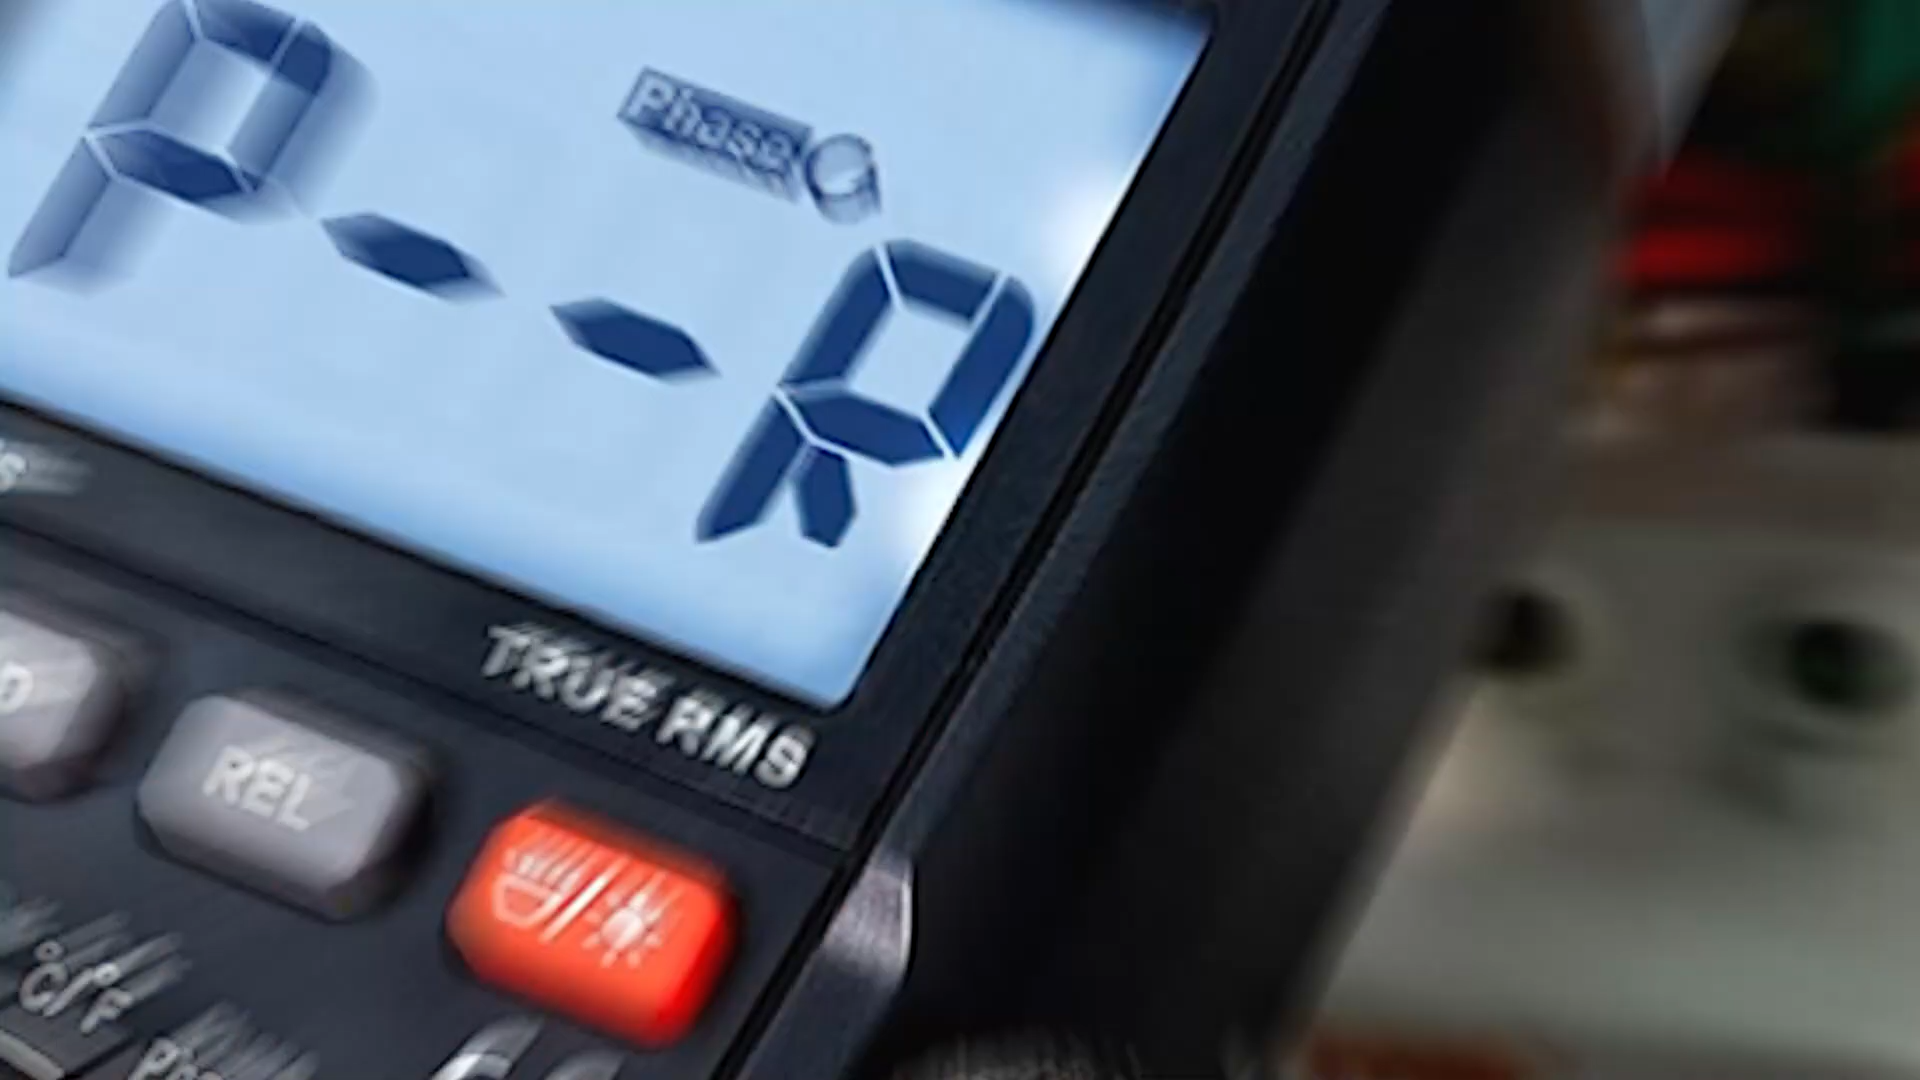 Phase
P--R
TRUE RMS
REL
°C/°F